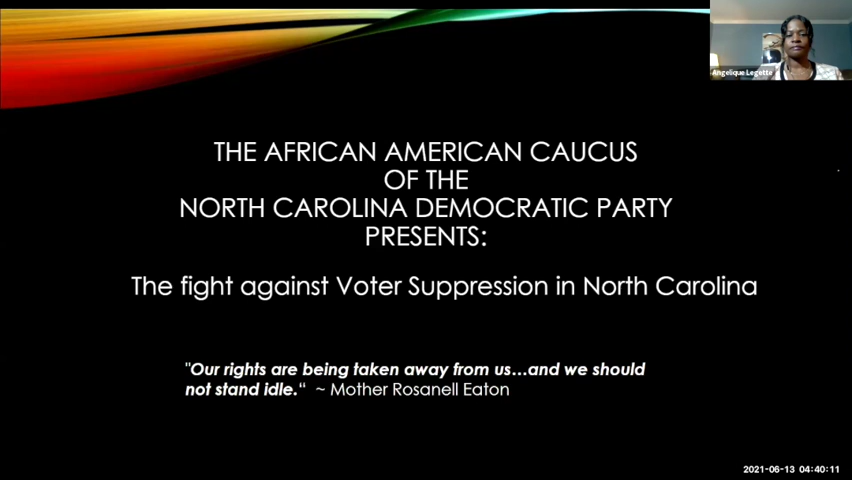 Angelique Legette
THE AFRICAN AMERICAN CAUCUS
OF THE
NORTH CAROLINA DEMOCRATIC PARTY
PRESENTS:
The fight against Voter Suppression in North Carolina
"Our rights are being taken away from us...and we should
not stand idle.“ ~ Mother Rosanell Eaton
2021-06-13 04:40:11